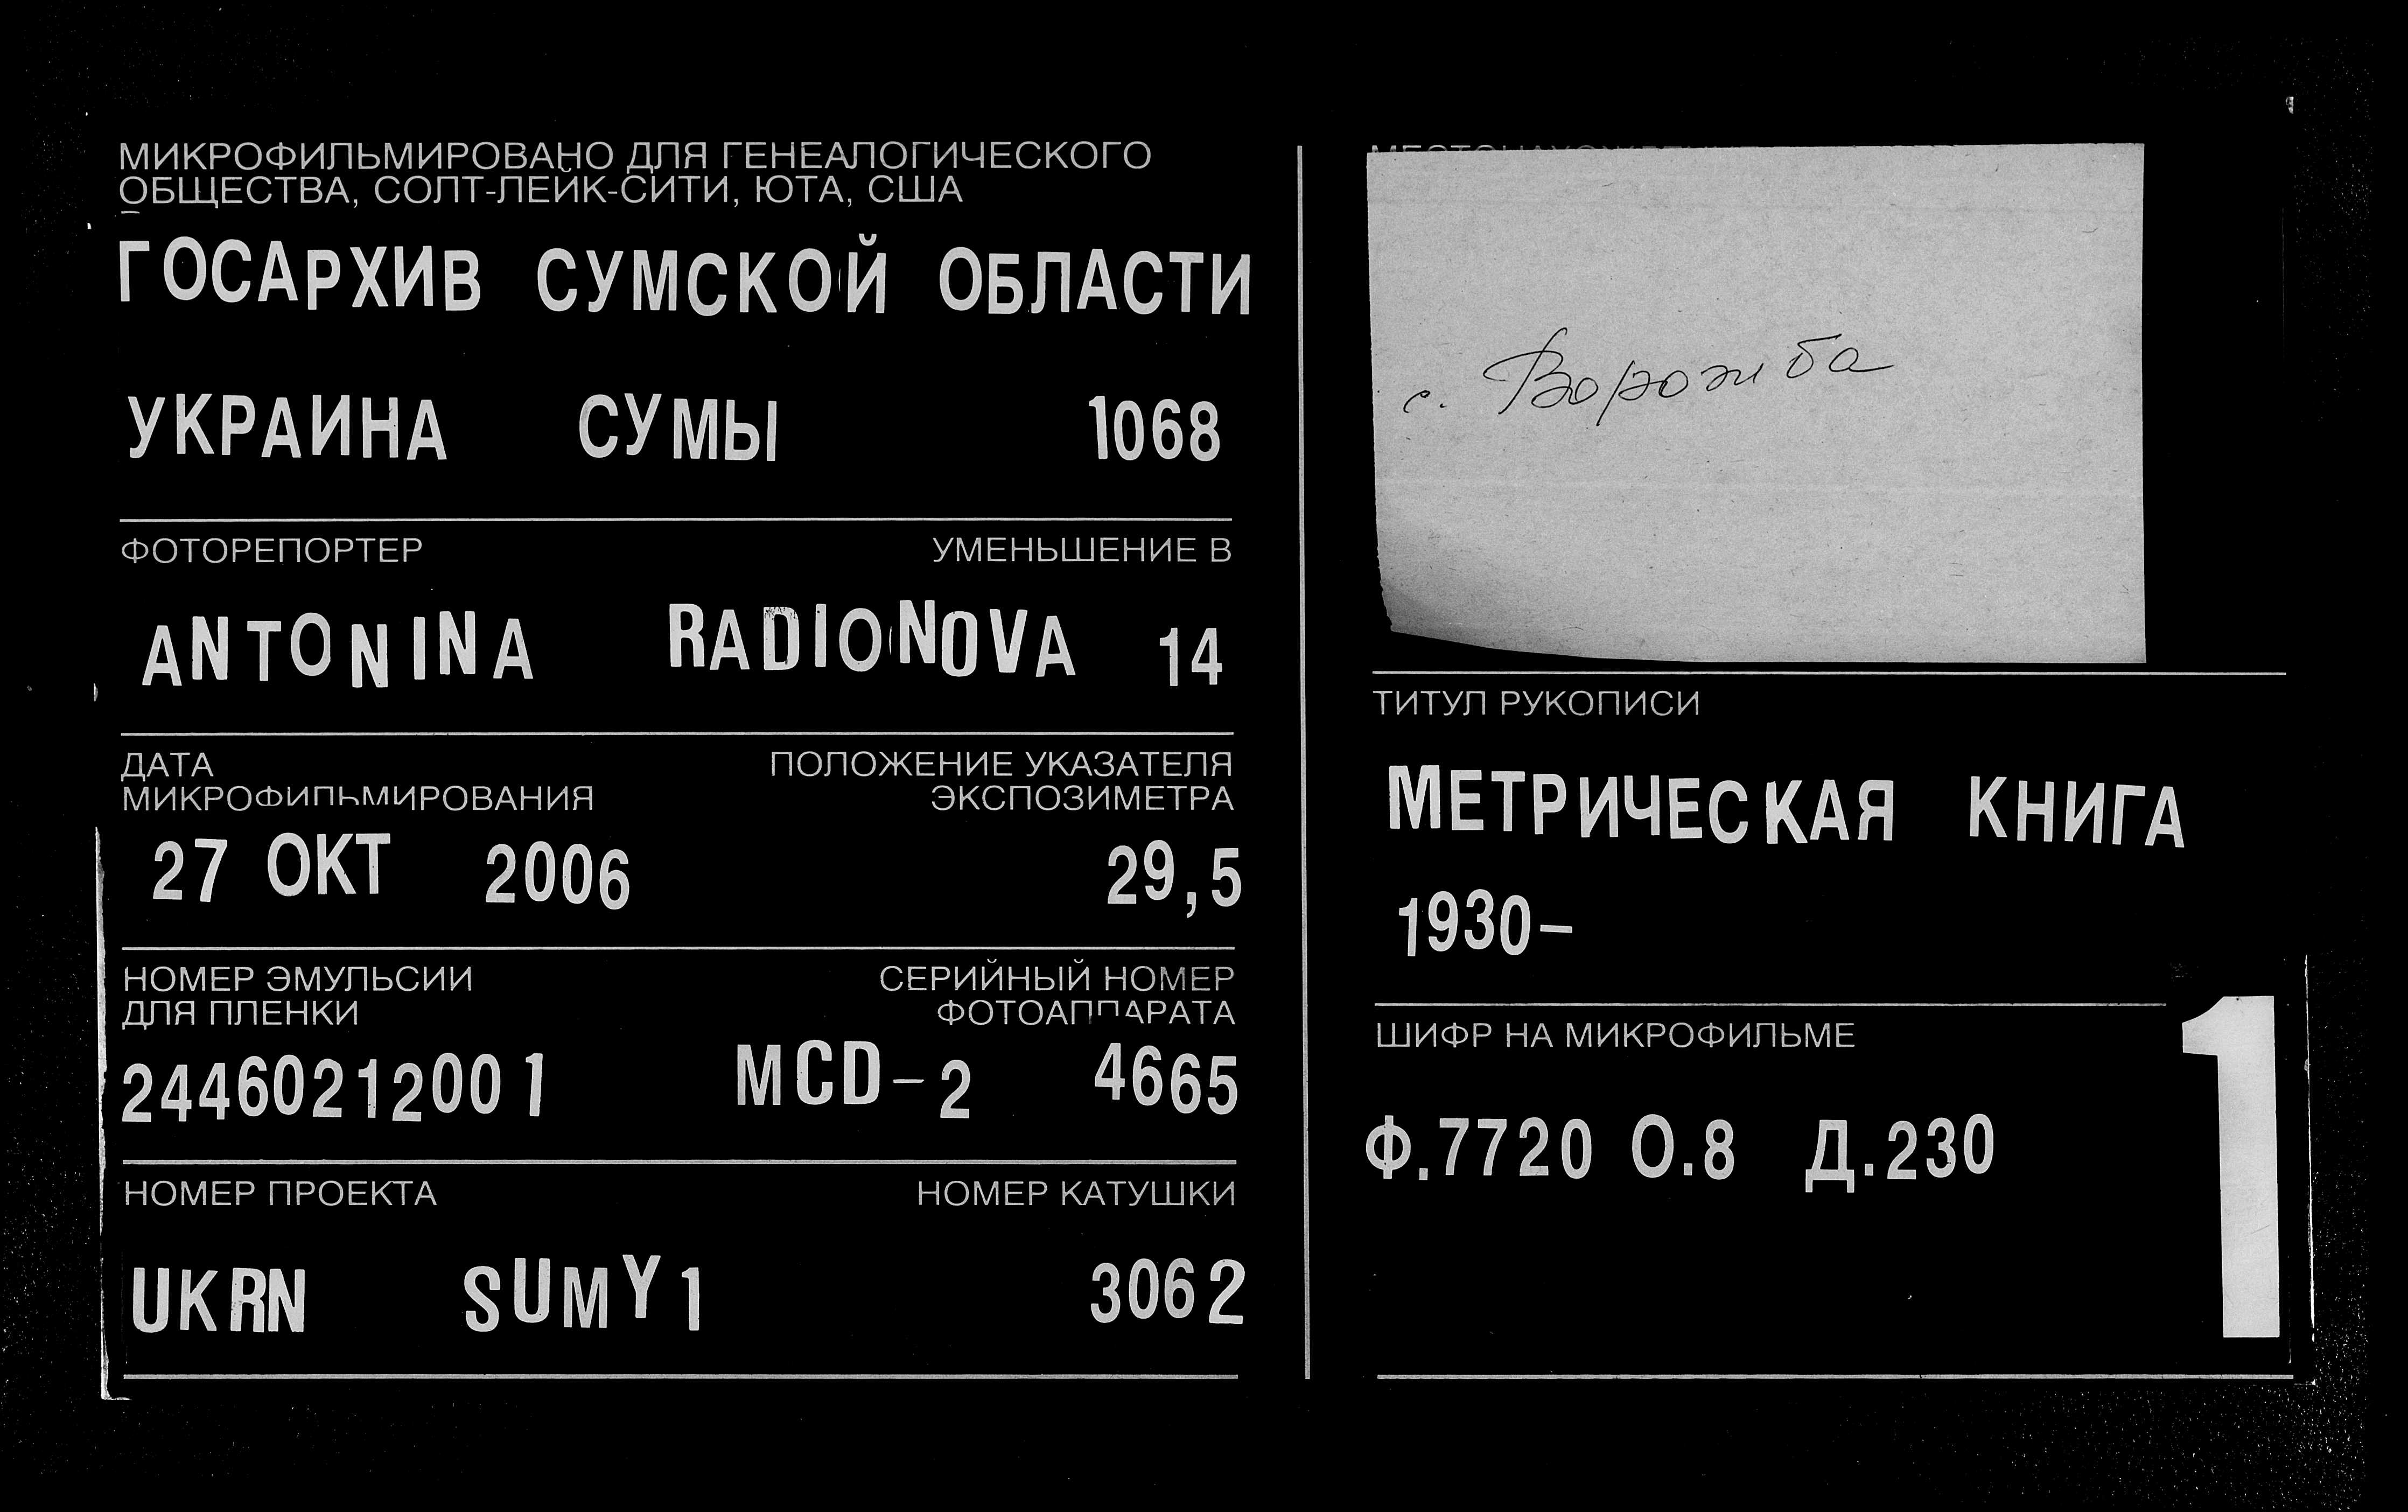 МИКРОФИЛЬМИРОВАНО ДЛЯ ГЕНЕАЛОГИЧЕСКОГО
ОБЩЕСТВА, СОЛТ-ЛЕЙК-СИТИ, ЮТА, США
ГОСАРХИВ СУМСКОЙ ОБЛАСТИ
УКРАИНА СУМЫ 1068
ФОТОРЕПОРТЕР УМЕНЬШЕНИЕ В
ANTONINA RADIONOVA 14
ДАТА ПОЛОЖЕНИЕ УКАЗАТЕЛЯ
МИКРОФИЛЬМИРОВАНИЯ ЭКСПОЗИМЕТРА
27 ОКТ 2006 29,5
НОМЕР ЭМУЛЬСИИ СЕРИЙНЫЙ НОМЕР
ДЛЯ ПЛЕНКИ ФОТОАППАРАТА
24460212001 MCD-2 4665
НОМЕР ПРОЕКТА НОМЕР КАТУШКИ
UKRN SUMY1 3062
с. Ворожба
ТИТУЛ РУКОПИСИ
МЕТРИЧЕСКАЯ КНИГА
1930–
ШИФР НА МИКРОФИЛЬМЕ
Ф.7720 О.8 Д.230
1